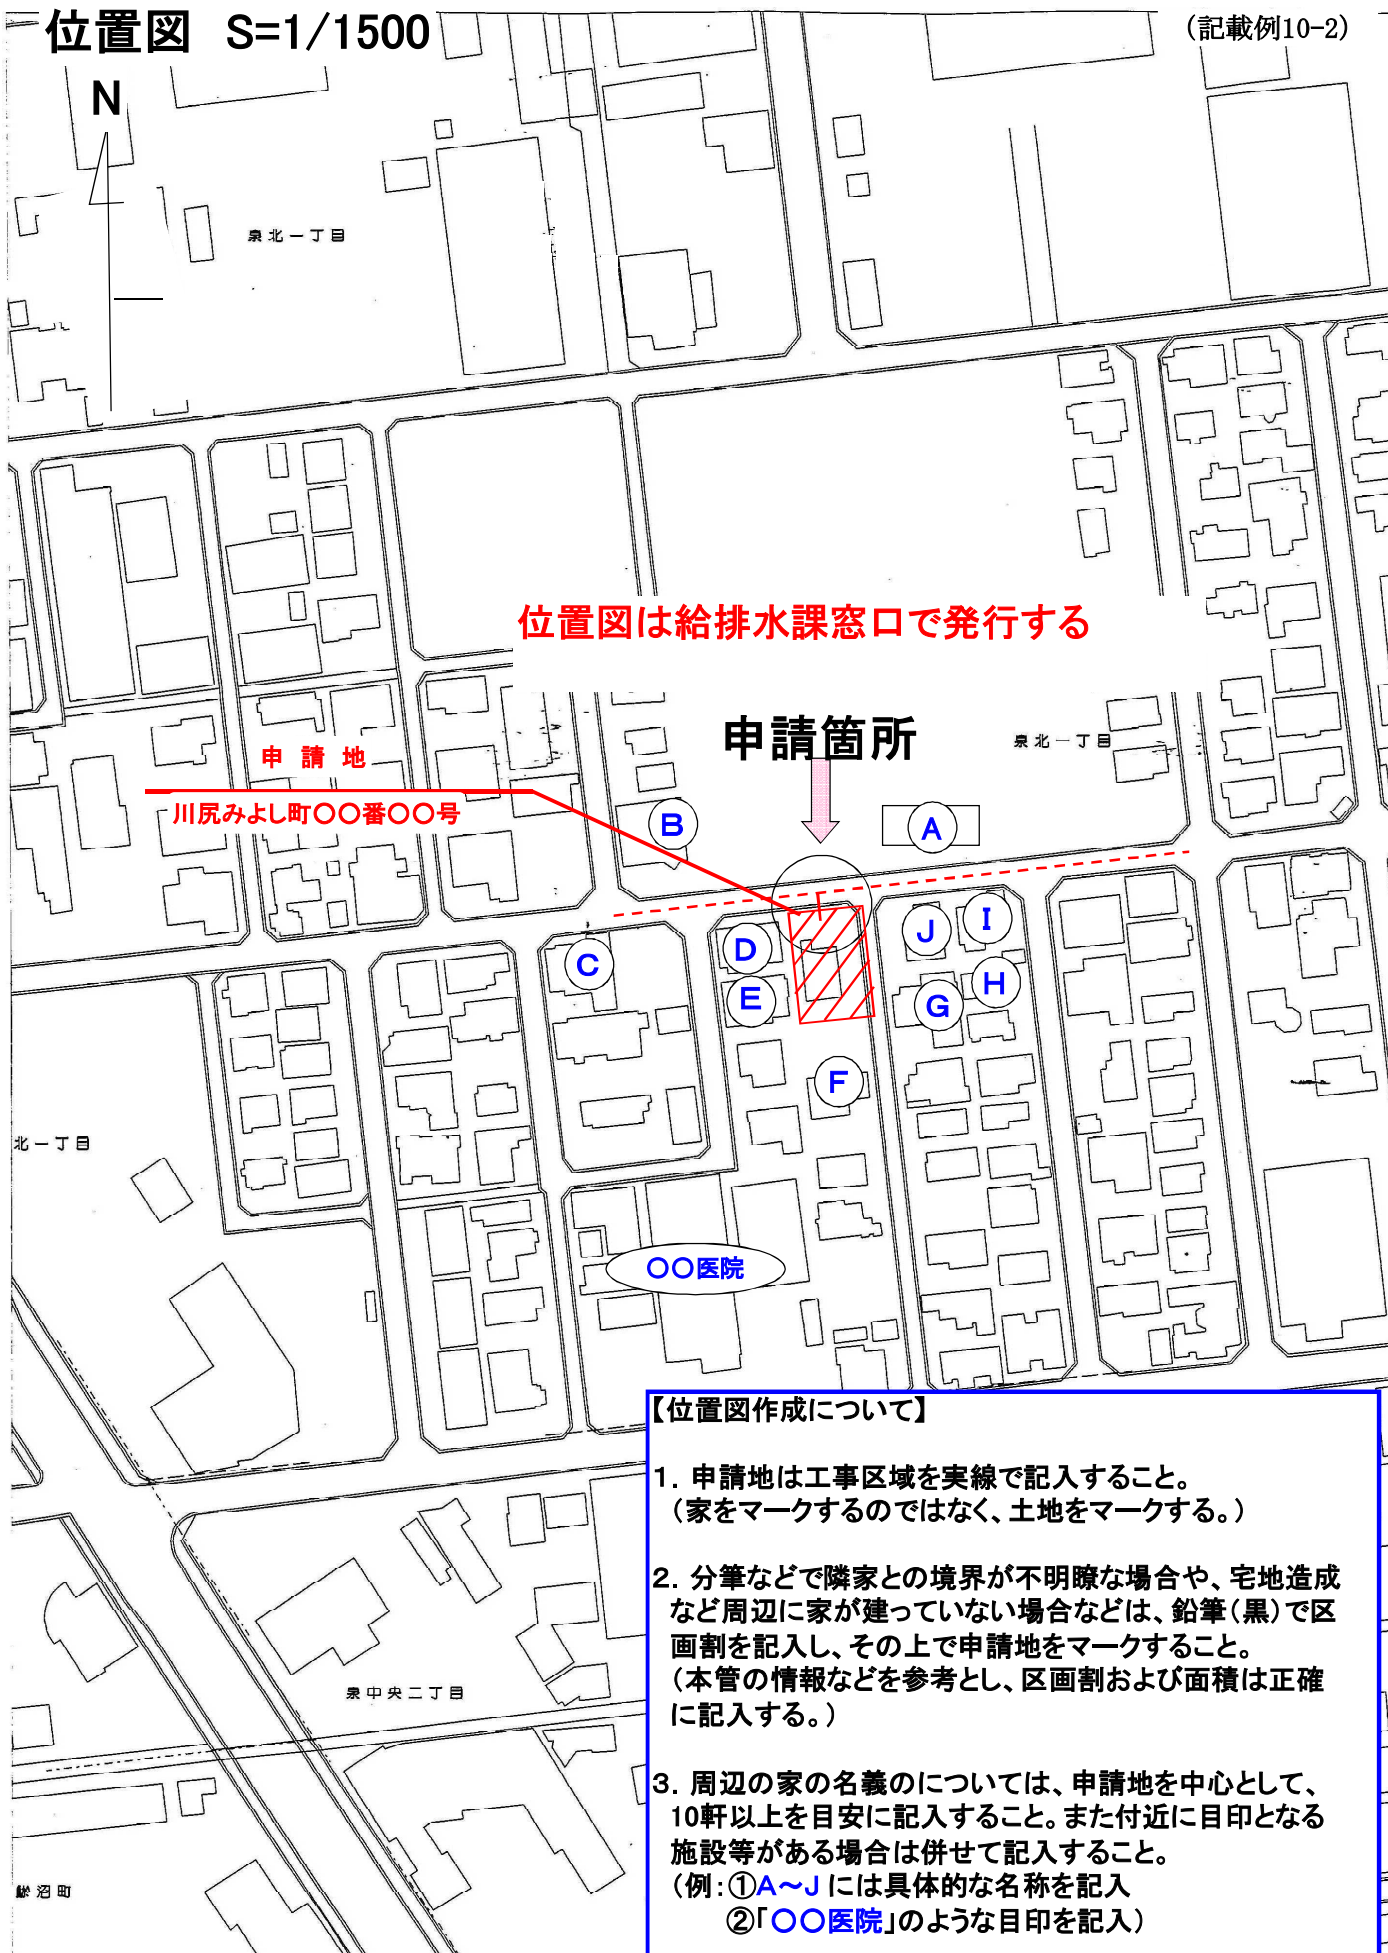 位置図 S=1/1500
(記載例10-2)
N
泉北一丁目
位置図は給排水課窓口で発行する
申請箇所
泉北一丁目
申 請 地
川尻みよし町〇〇番〇〇号
B
A
J
I
D
C
H
E
G
F
北一丁目
〇〇医院
【位置図作成について】
1. 申請地は工事区域を実線で記入すること。
(家をマークするのではなく、土地をマークする。)
2. 分筆などで隣家との境界が不明瞭な場合や、宅地造成
など周辺に家が建っていない場合などは、鉛筆(黒)で区
画割を記入し、その上で申請地をマークすること。
(本管の情報などを参考とし、区画割および面積は正確
に記入する。)
泉中央二丁目
3. 周辺の家の名義のについては、申請地を中心として、
10軒以上を目安に記入すること。また付近に目印となる
施設等がある場合は併せて記入すること。
(例:①A～Jには具体的な名称を記入
②「〇〇医院」のような目印を記入)
沼町